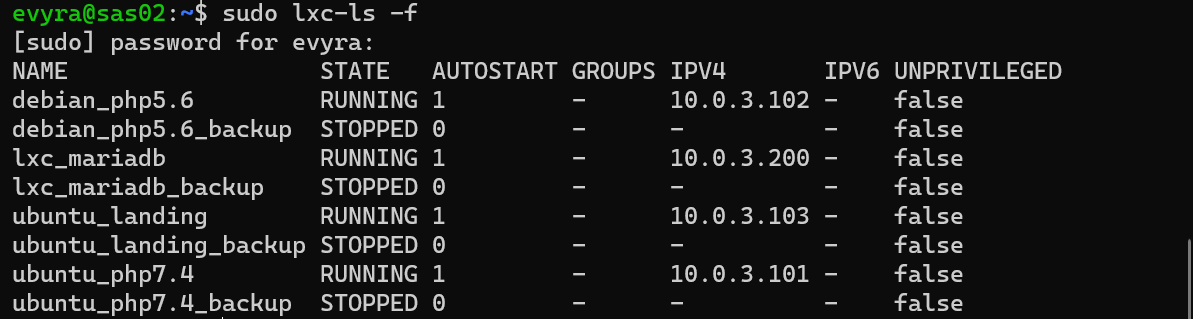 evyra@sas02:~$ sudo lxc-ls -f
[sudo] password for evyra:
NAME                  STATE   AUTOSTART GROUPS IPV4       IPV6 UNPRIVILEGED
debian_php5.6         RUNNING 1         -      10.0.3.102 -    false
debian_php5.6_backup  STOPPED 0         -      -          -    false
lxc_mariadb           RUNNING 1         -      10.0.3.200 -    false
lxc_mariadb_backup    STOPPED 0         -      -          -    false
ubuntu_landing        RUNNING 1         -      10.0.3.103 -    false
ubuntu_landing_backup STOPPED 0         -      -          -    false
ubuntu_php7.4         RUNNING 1         -      10.0.3.101 -    false
ubuntu_php7.4_backup  STOPPED 0         -      -          -    false